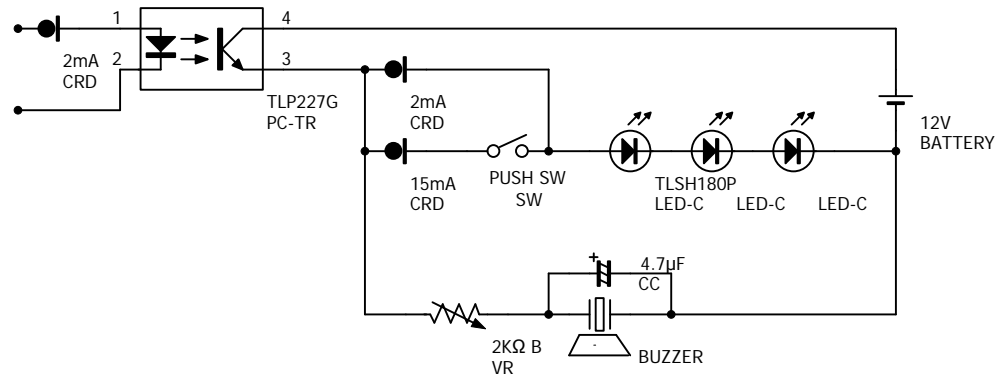 1
4
2
2mA
CRD
3
TLP227G
PC-TR
2mA
CRD
12V
BATTERY
15mA
CRD
PUSH SW
SW
TLSH180P
LED-C
LED-C
LED-C
+
4.7µF
CC
2KΩ B
VR
BUZZER